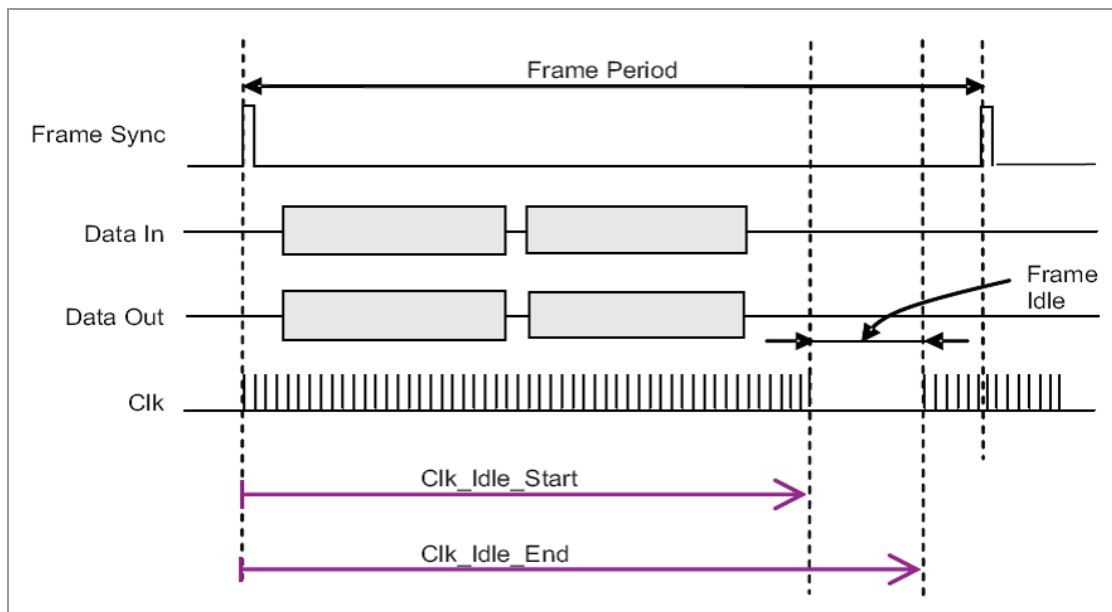 Frame Period
Frame Sync
Data In
Data Out
Frame
Idle
Clk
Clk_Idle_Start
Clk_Idle_End